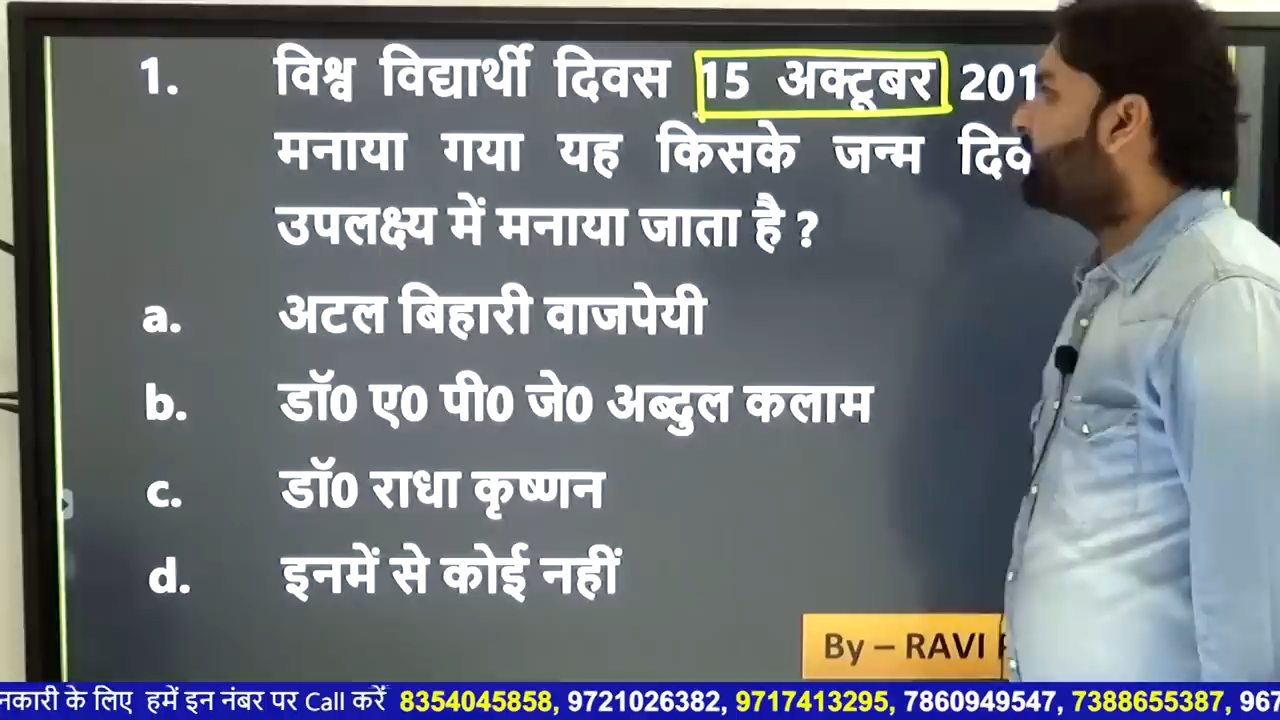 1. विश्व विद्यार्थी दिवस 15 अक्टूबर 201
मनाया गया यह किसके जन्म
उपलक्ष्य में मनाया जाता है ?
a. अटल बिहारी वाजपेयी
b. डॉ0 ए0 पी0 जे0 अब्दुल कलाम
c. डॉ0 राधा कृष्णन
d. इनमें से कोई नहीं
By – RAVI
के लिए हमें इन नंबर पर Call करें 8354045858, 9721026382, 9717413295, 7860949547, 7388655387,